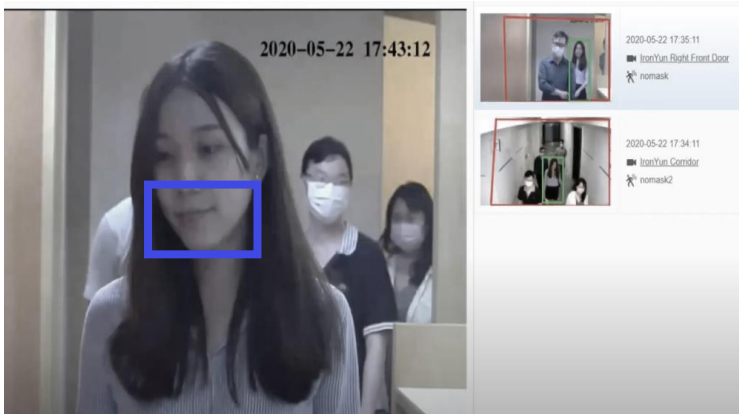 2020-05-22 17:43:12
2020-05-22 17:35:11
IronYun Right Front Door
nomask
2020-05-22 17:34:11
IronYun Corridor
nomask2